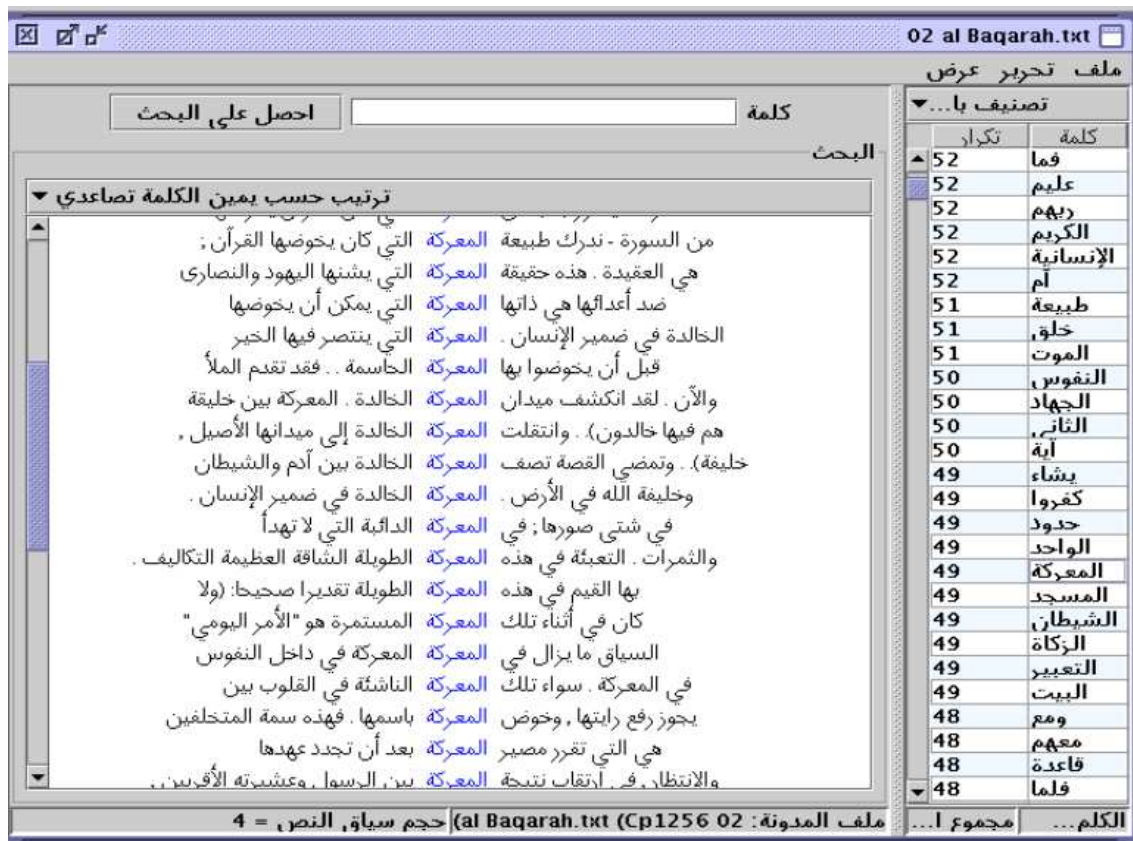 02 al Baqarah.txt
ملف تحرير عرض
تصنيف با...
كلمة تكرار
فما 52
عليم 52
ربهم 52
الكريم 52
الإنسانية 52
أم 52
طبيعة 51
خلق 51
الموت 51
النفوس 50
الجهاد 50
الثاني 50
آية 50
يشاء 49
كفروا 49
حدود 49
الواحد 49
المعركة 49
المسجد 49
الشيطان 49
الزكاة 49
التعبير 49
البيت 49
ومع 48
معهم 48
قاعدة 48
فلما 48
الكلم... مجموع ا...
كلمة
احصل على البحث
البحث
ترتيب حسب يمين الكلمة تصاعدي
من السورة - ندرك طبيعة المعركة التي كان يخوضها القرآن ;
هي العقيدة . هذه حقيقة المعركة التي يشنها اليهود والنصارى
ضد أعدائها هي ذاتها المعركة التي يمكن أن يخوضها
الخالدة في ضمير الإنسان . المعركة التي ينتصر فيها الخير
قبل أن يخوضوا بها المعركة الحاسمة . . فقد تقدم الملأ
والآن . لقد انكشف ميدان المعركة الخالدة . المعركة بين خليقة
هم فيها خالدون). . وانتقلت المعركة الخالدة إلى ميدانها الأصيل ,
خليفة). . وتمضي القصة تصف المعركة الخالدة بين آدم والشيطان
وخليفة الله في الأرض . المعركة الخالدة في ضمير الإنسان .
في شتى صورها ; في المعركة الدائبة التي لا تهدأ
والثمرات . التعبئة في هذه المعركة الطويلة الشاقة العظيمة التكاليف .
بها القيم في هذه المعركة الطويلة تقديرا صحيحا: (ولا
كان في أثناء تلك المعركة المستمرة هو "الأمر اليومي"
السياق ما يزال في المعركة المعركة في داخل النفوس
في المعركة . سواء تلك المعركة الناشئة في القلوب بين
يجوز رفع رايتها , وخوض المعركة باسمها . فهذه سمة المتخلفين
هي التي تقرر مصير المعركة بعد أن تجدد عهدها
والانتظار في ارتقاب نتيجة المعركة بين الرسول وعشيرته الأقربين .
ملف المدونة: 02 al Baqarah.txt (Cp1256) حجم سياق النص = 4